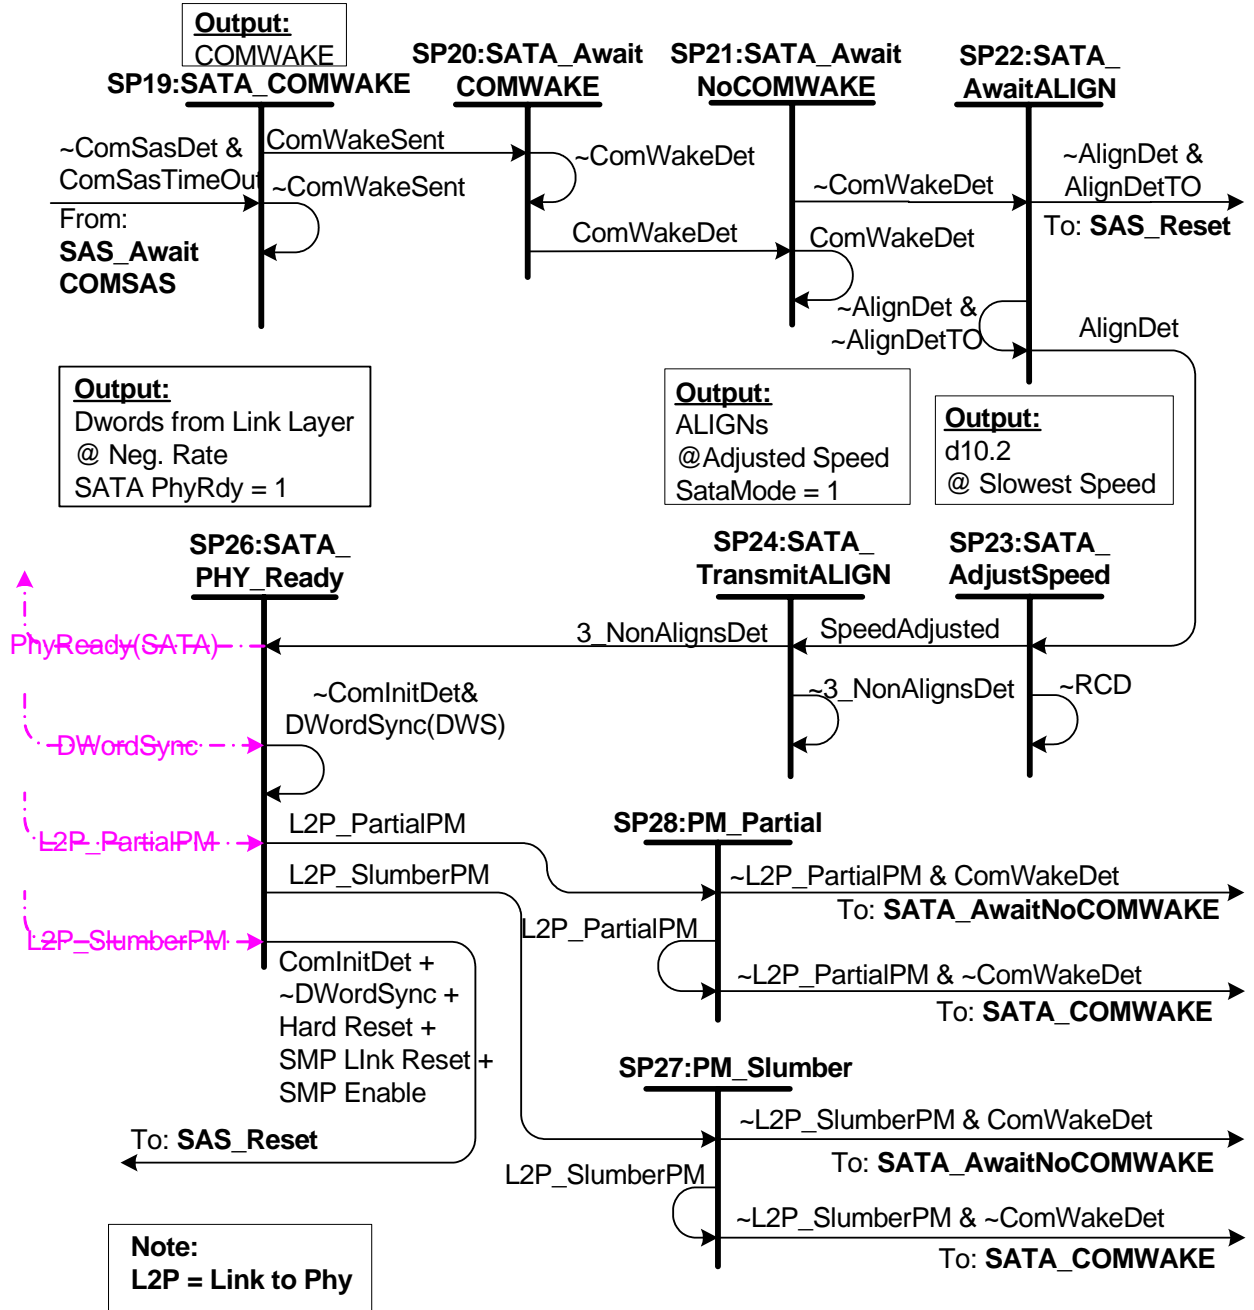 Output:
COMWAKE
SP19:SATA_COMWAKE
SP20:SATA_Await
COMWAKE
SP21:SATA_Await
NoCOMWAKE
SP22:SATA_
AwaitALIGN
~ComSasDet &
ComSasTimeOut
From:
SAS_Await
COMSAS
ComWakeSent
~ComWakeSent
~ComWakeDet
ComWakeDet
~ComWakeDet
ComWakeDet
~AlignDet &
AlignDetTO
To: SAS_Reset
~AlignDet &
~AlignDetTO
AlignDet
Output:
Dwords from Link Layer
@ Neg. Rate
SATA PhyRdy = 1
Output:
ALIGNs
@Adjusted Speed
SataMode = 1
Output:
d10.2
@ Slowest Speed
SP26:SATA_
PHY_Ready
SP24:SATA_
TransmitALIGN
SP23:SATA_
AdjustSpeed
PhyReady(SATA)
3_NonAlignsDet
SpeedAdjusted
~3_NonAlignsDet
~RCD
~ComInitDet&
DWordSync(DWS)
DWordSync
L2P_PartialPM
L2P_PartialPM
L2P_SlumberPM
L2P_SlumberPM
SP28:PM_Partial
~L2P_PartialPM & ComWakeDet
To: SATA_AwaitNoCOMWAKE
L2P_PartialPM
~L2P_PartialPM & ~ComWakeDet
To: SATA_COMWAKE
ComInitDet +
~DWordSync +
Hard Reset +
SMP LInk Reset +
SMP Enable
To: SAS_Reset
SP27:PM_Slumber
~L2P_SlumberPM & ComWakeDet
To: SATA_AwaitNoCOMWAKE
L2P_SlumberPM
~L2P_SlumberPM & ~ComWakeDet
To: SATA_COMWAKE
Note:
L2P = Link to Phy